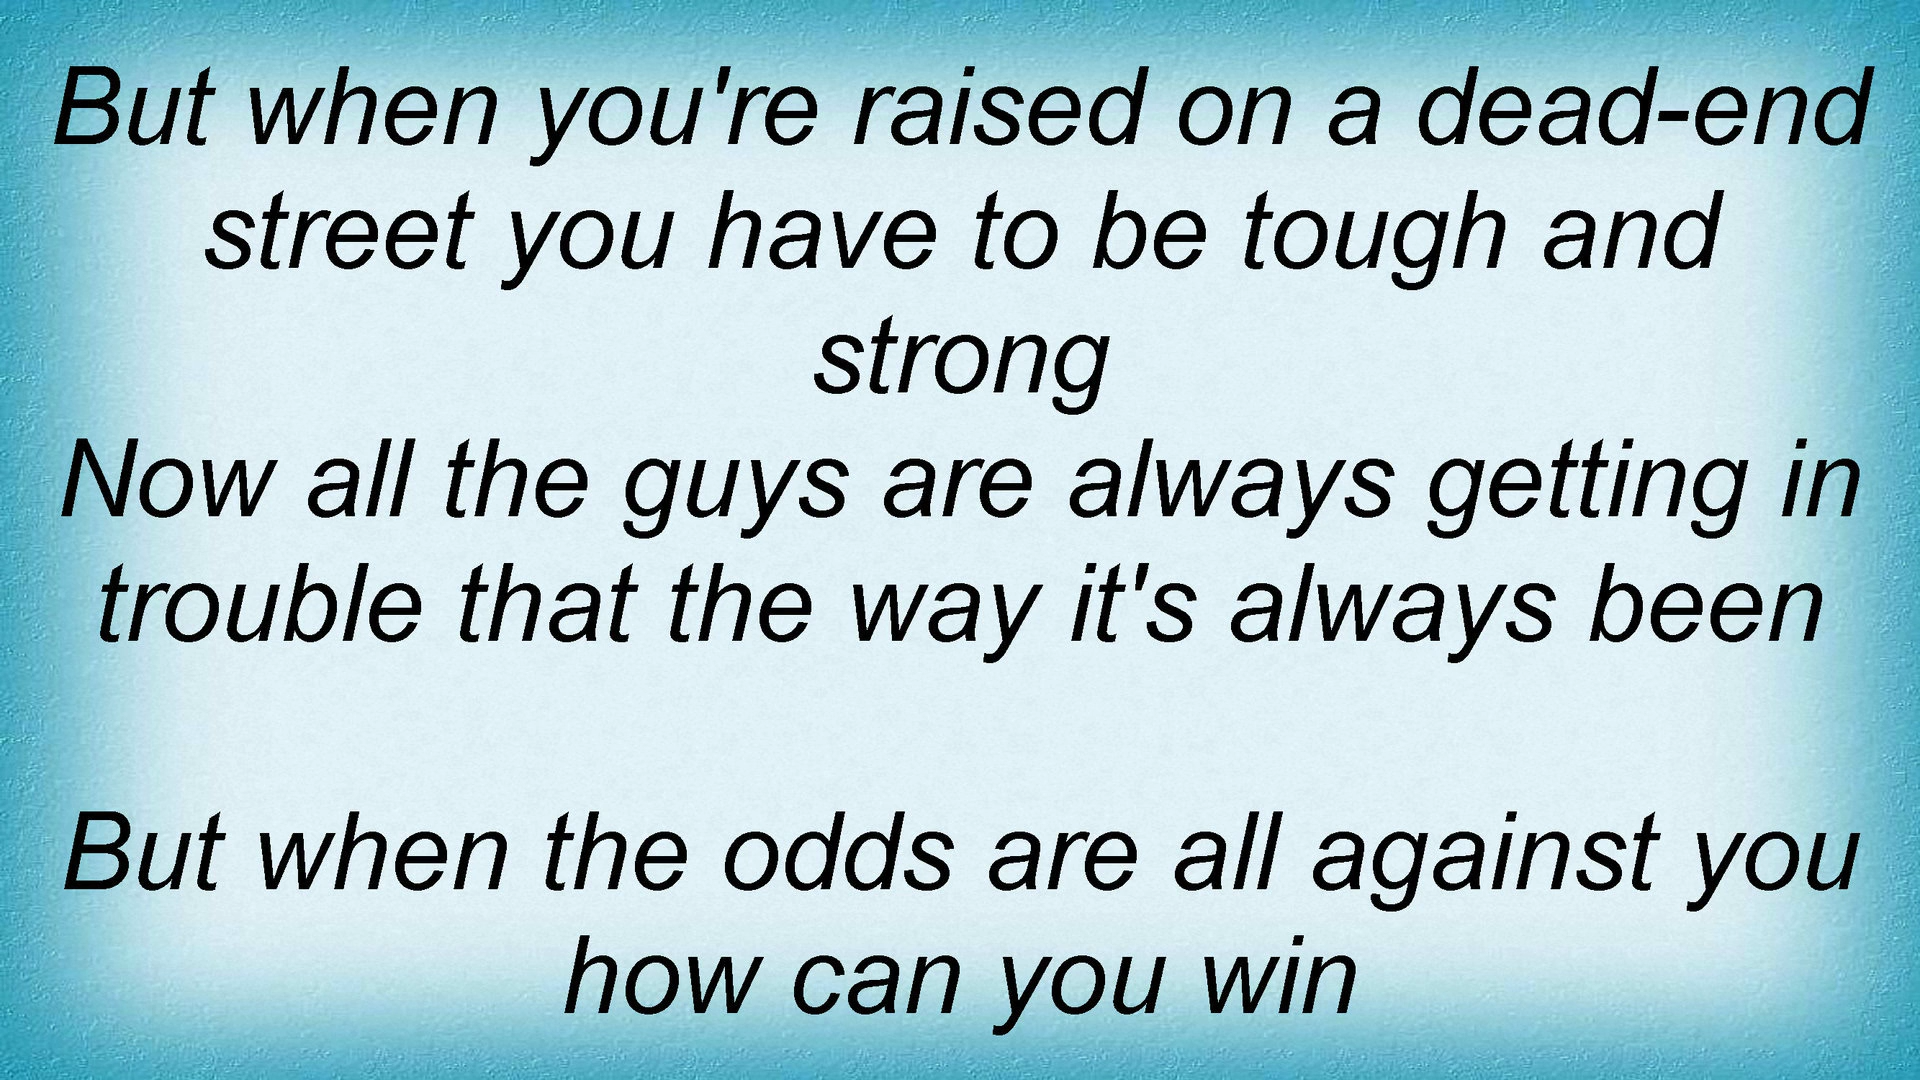 But when you're raised on a dead-end
street you have to be tough and
strong
Now all the guys are always getting in
trouble that the way it's always been
But when the odds are all against you
how can you win